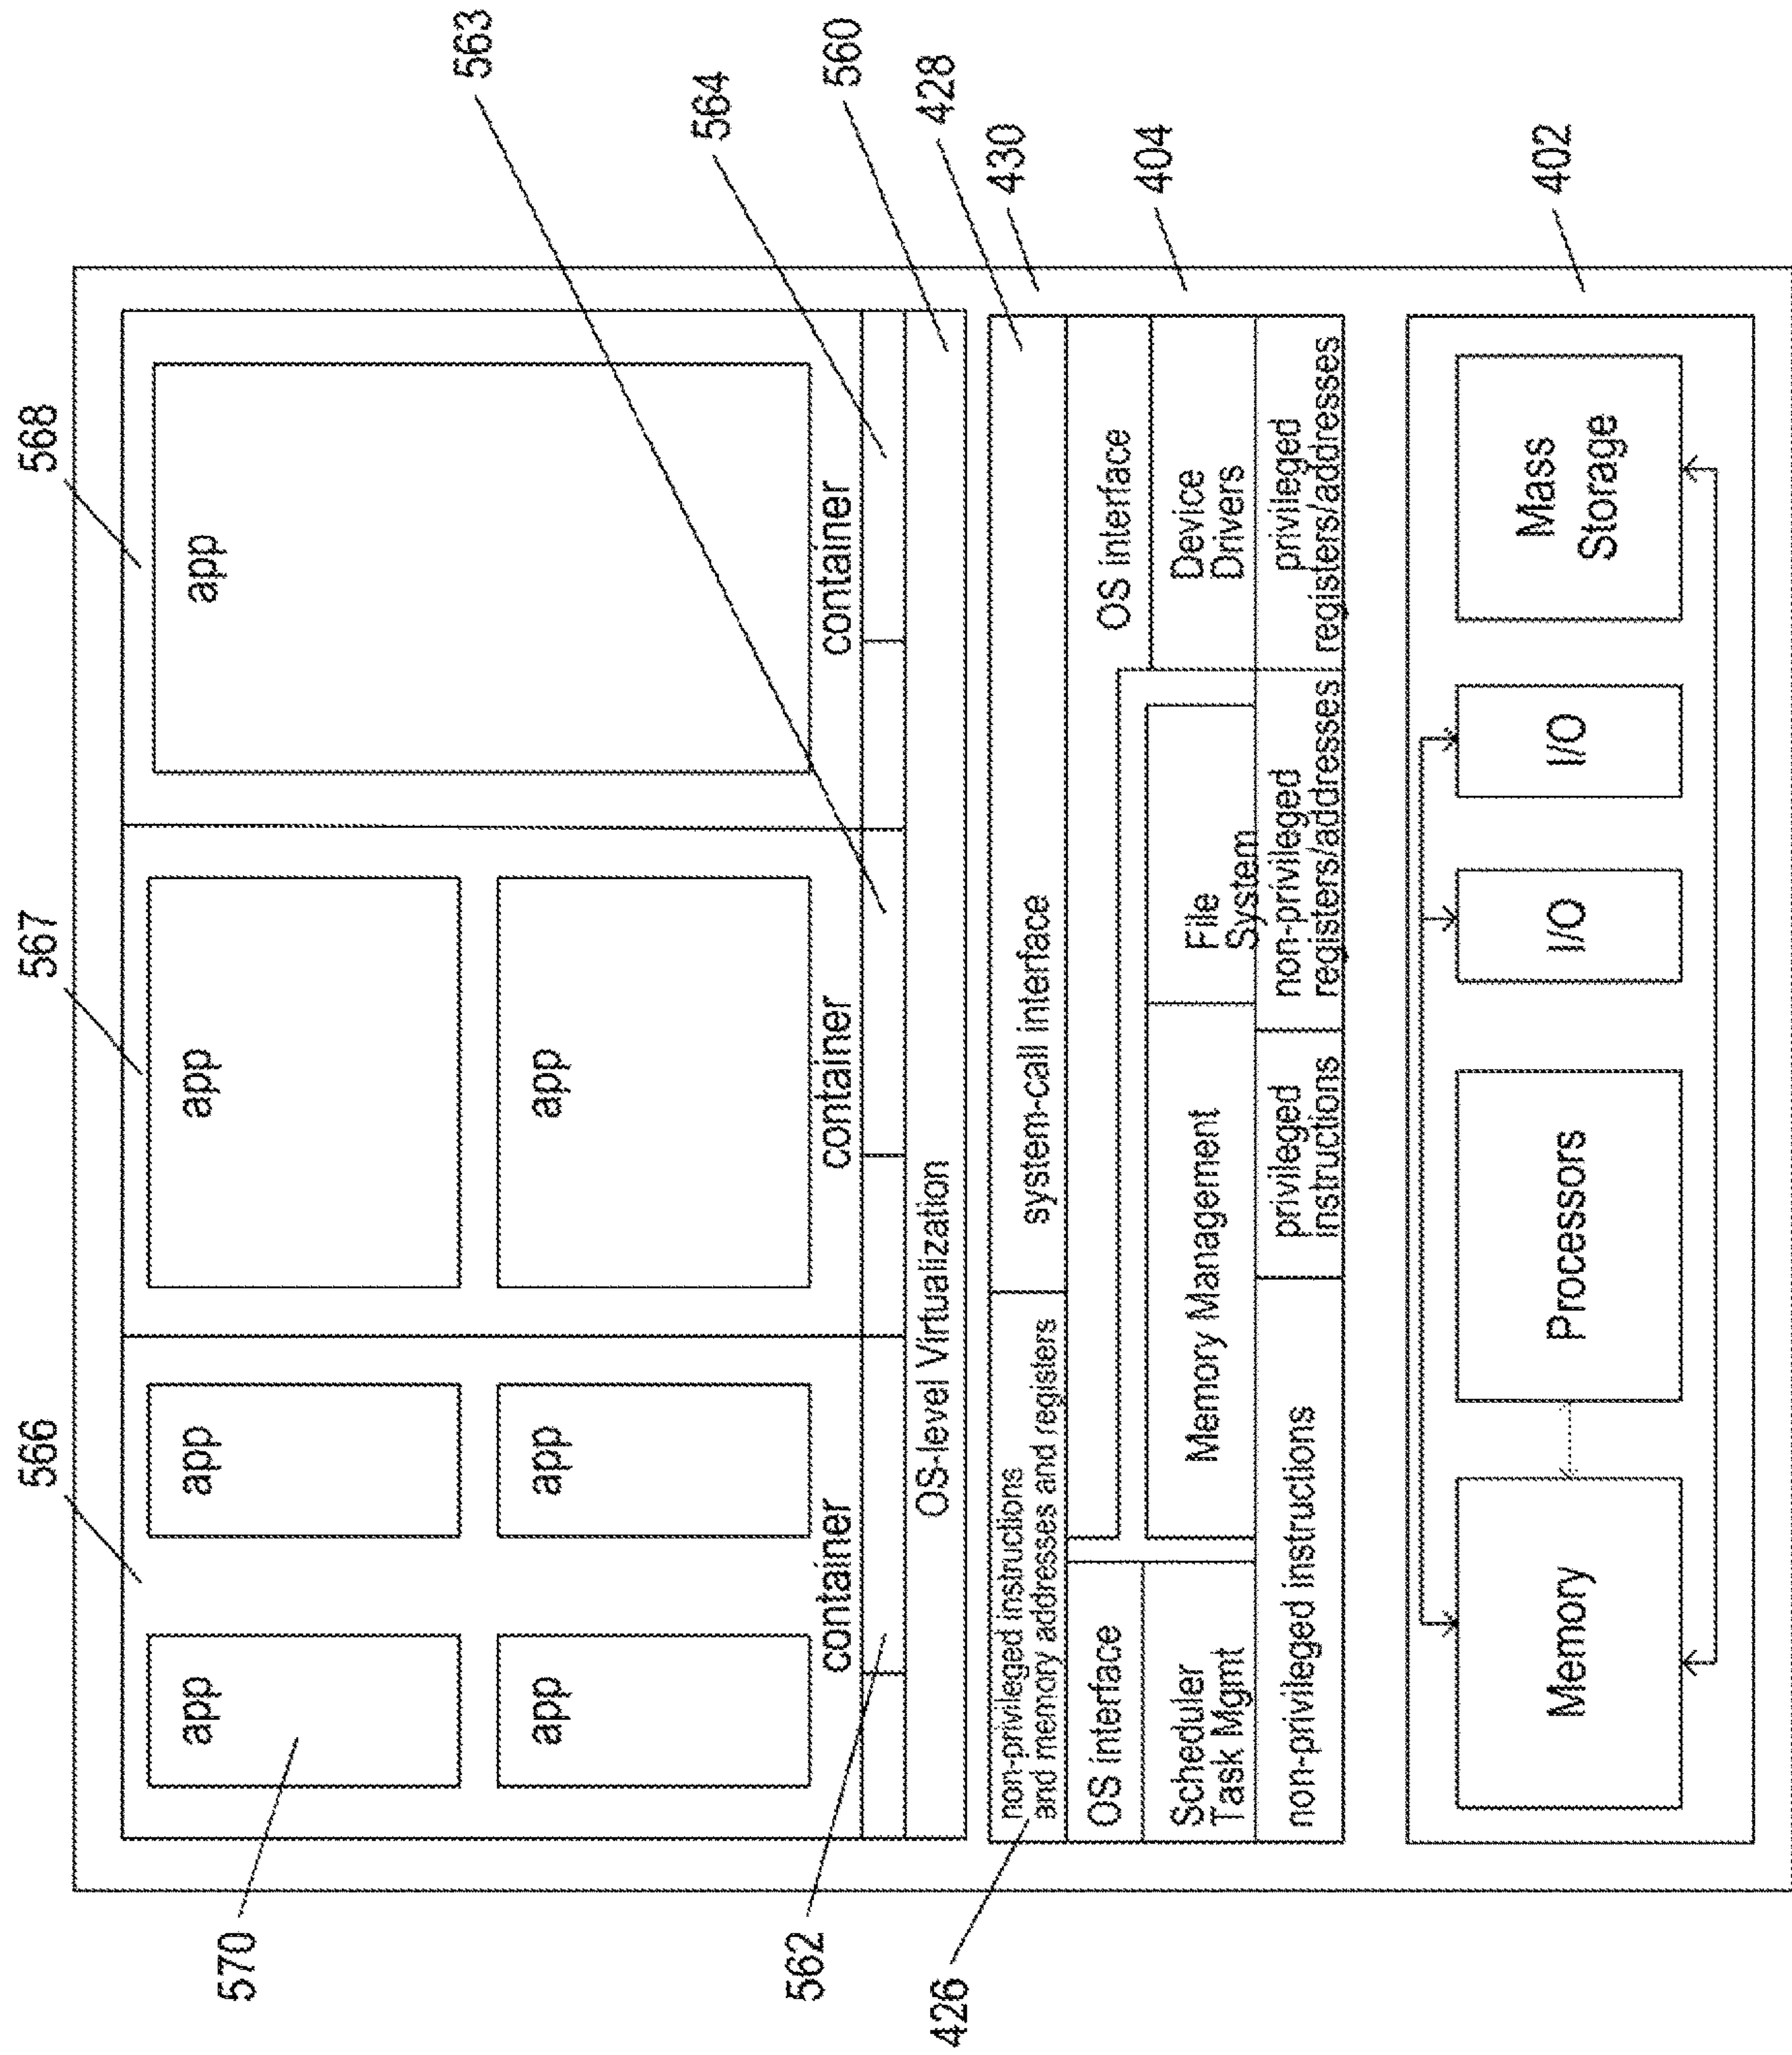 566
567
568
app
app
app
app
570
563
app
app
app
564
562
container
container
container
560
OS-level Virtualization
428
426
non-privileged instructions
and memory addresses and registers
system-call interface
430
OS interface
OS interface
404
Scheduler
Task Mgmt
Memory Management
File
System
Device
Drivers
non-privileged instructions
privileged
instructions
non-privileged
registers/addresses
privileged
registers/addresses
402
Memory
Processors
I/O
I/O
Mass
Storage